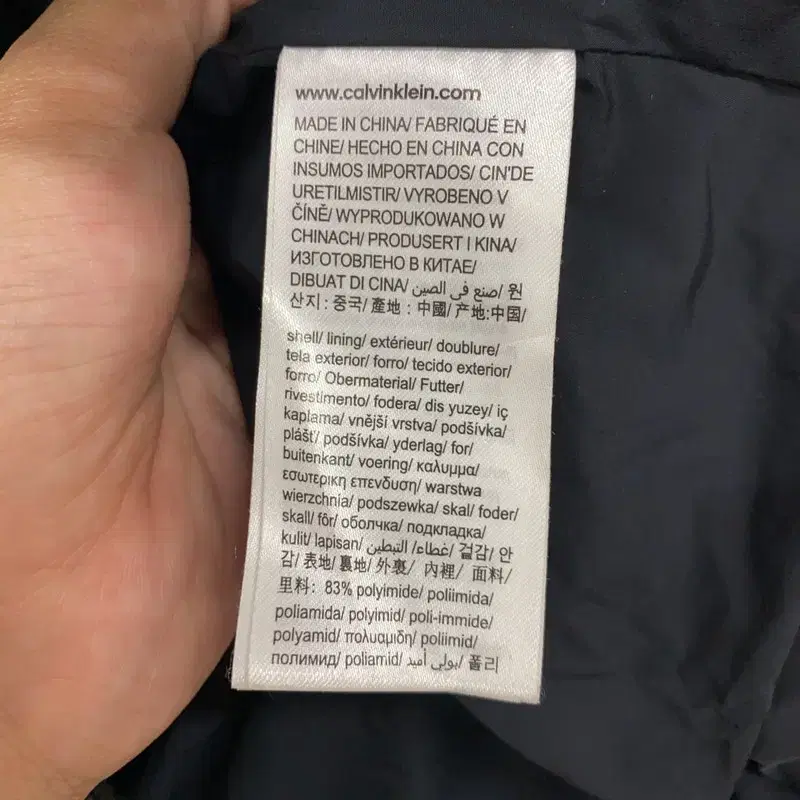 www.calvinklein.com
MADE IN CHINA/ FABRIQUÉ EN
CHINE/ HECHO EN CHINA CON
INSUMOS IMPORTADOS/ CIN'DE
URETILMISTIR/ VYROBENO V
ČÍNĚ/ WYPRODUKOWANO W
CHINACH/ PRODUSERT I KINA/
ИЗГОТОВЛЕНО В КИТАЕ/
DIBUAT DI CINA/ صنع في الصين/ 원
산지 : 중국/ 產地 : 中國/ 产地:中国/
shell/ lining/ extérieur/ doublure/
tela exterior/ forro/ tecido exterior/
forro/ Obermaterial/ Futter/
rivestimento/ fodera/ dis yuzey/ iç
kaplama/ vnější vrstva/ podšívka/
plášť/ podšívka/ yderlag/ for/
buitenkant/ voering/ καλυμμα/
εσωτερικη επενδυση/ warstwa
wierzchnia/ podszewka/ skal/ foder/
skall/ fôr/ оболчка/ подкладка/
kulit/ lapisan/ غطاء/ التبطين/ 겉감/ 안
감/ 表地/ 裏地/ 外裏/ 內裡/ 面料/
里料: 83% polyimide/ poliimida/
poliamida/ polyimid/ poli-immide/
polyamid/ πολυαμιδη/ poliimid/
полимид/ poliamid/ بولي أميد/ 폴리